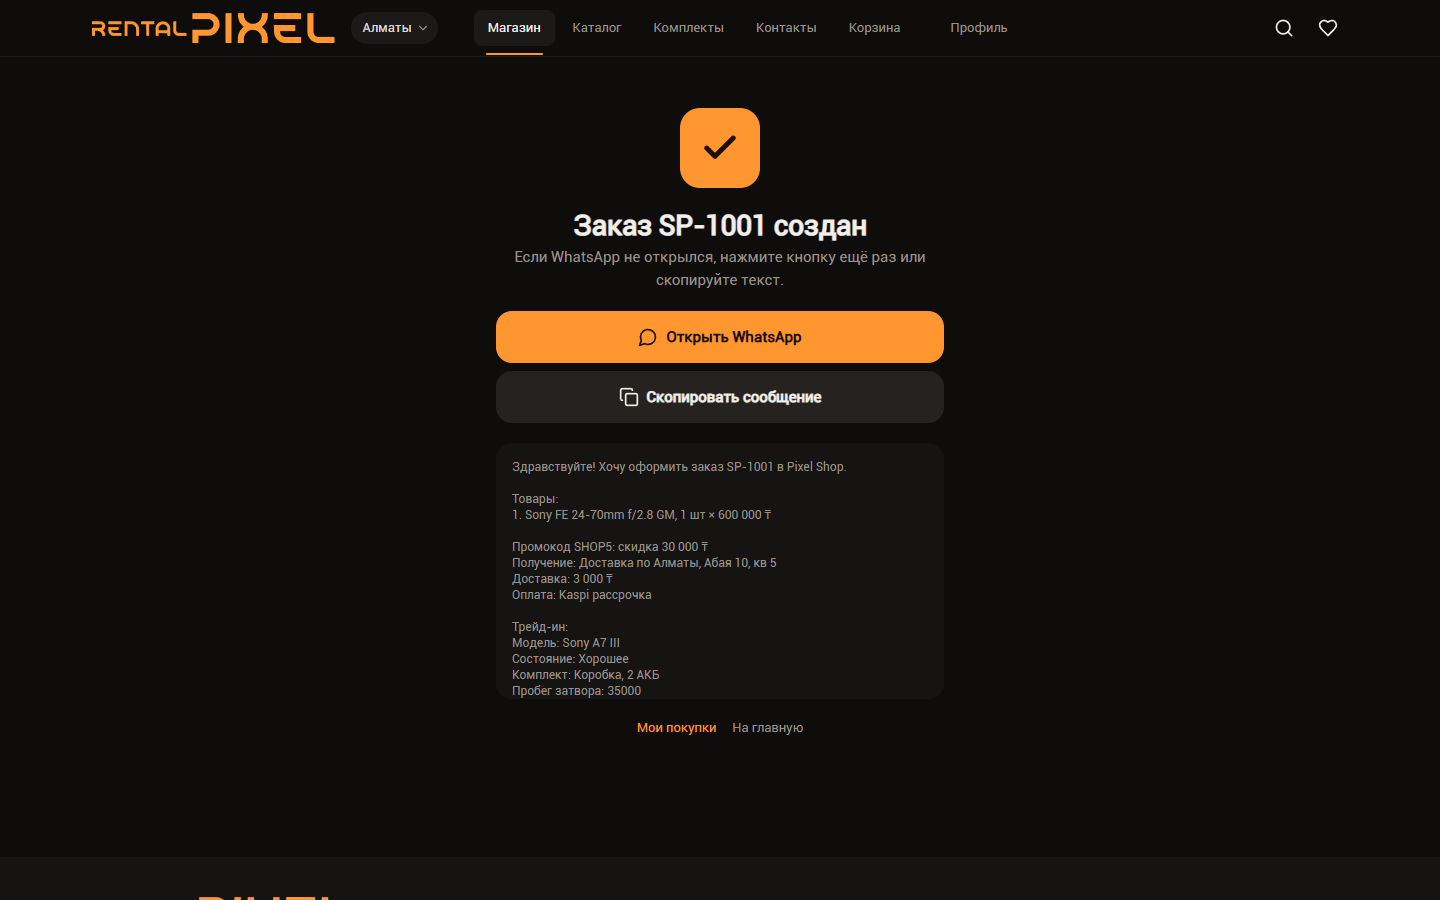 RENTAL PIXEL
Алматы
Магазин
Каталог
Комплекты
Контакты
Корзина
Профиль
Заказ SP-1001 создан
Если WhatsApp не открылся, нажмите кнопку ещё раз или
скопируйте текст.
Открыть WhatsApp
Скопировать сообщение
Здравствуйте! Хочу оформить заказ SP-1001 в Pixel Shop.
Товары:
1. Sony FE 24-70mm f/2.8 GM, 1 шт × 600 000 ₸
Промокод SHOP5: скидка 30 000 ₸
Получение: Доставка по Алматы, Абая 10, кв 5
Доставка: 3 000 ₸
Оплата: Kaspi рассрочка
Трейд-ин:
Модель: Sony A7 III
Состояние: Хорошее
Комплект: Коробка, 2 АКБ
Пробег затвора: 35000
Мои покупки
На главную